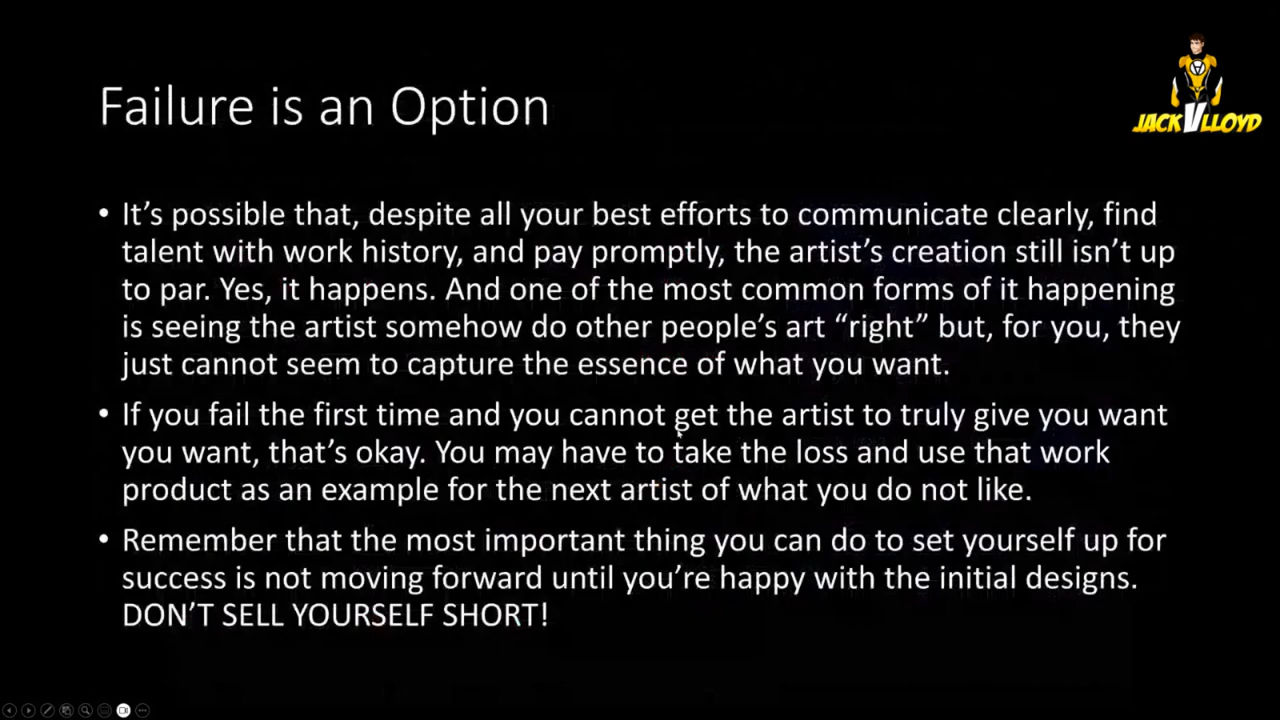 JACK V LLOYD
Failure is an Option
• It’s possible that, despite all your best efforts to communicate clearly, find
talent with work history, and pay promptly, the artist’s creation still isn’t up
to par. Yes, it happens. And one of the most common forms of it happening
is seeing the artist somehow do other people’s art “right” but, for you, they
just cannot seem to capture the essence of what you want.
• If you fail the first time and you cannot get the artist to truly give you want
you want, that’s okay. You may have to take the loss and use that work
product as an example for the next artist of what you do not like.
• Remember that the most important thing you can do to set yourself up for
success is not moving forward until you’re happy with the initial designs.
DON’T SELL YOURSELF SHORT!